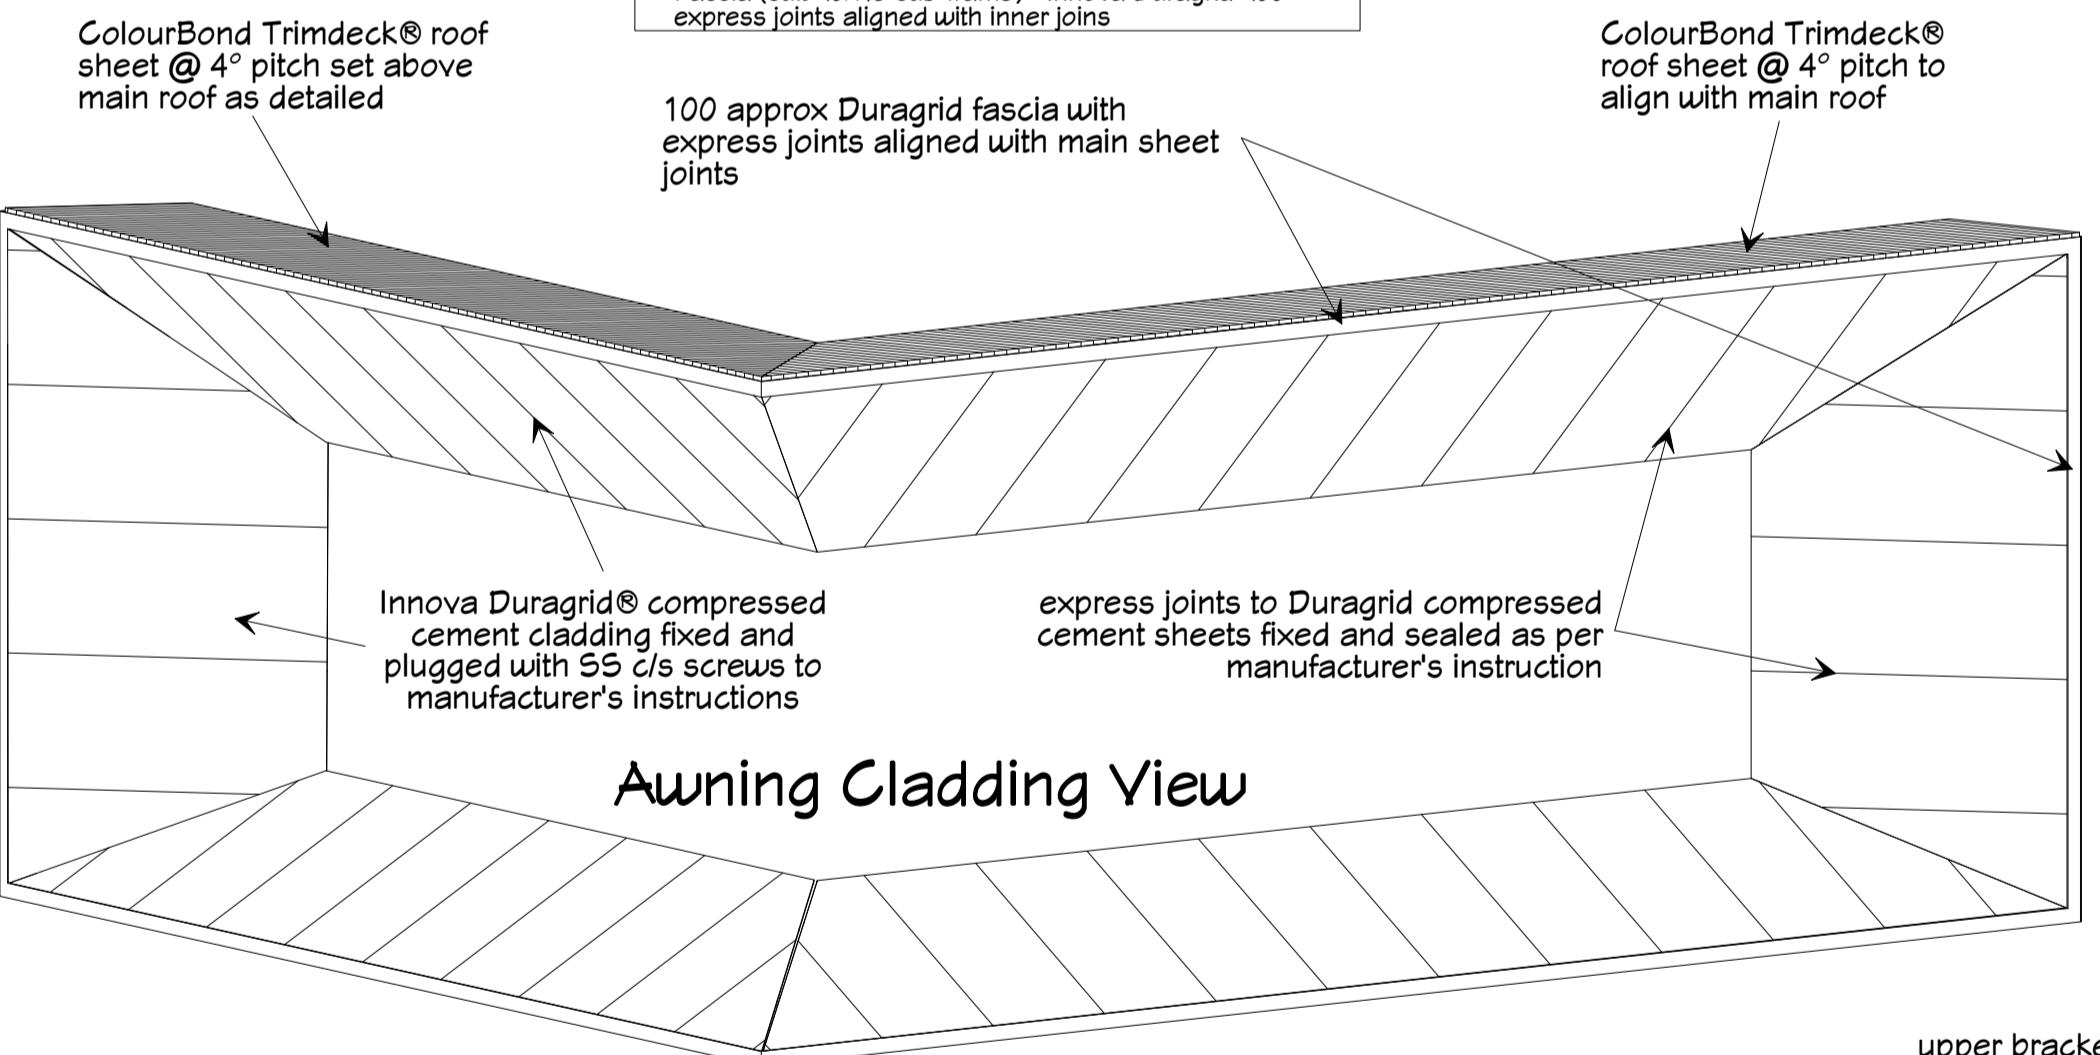 express joints aligned with inner joins
ColourBond Trimdeck® roof
sheet @ 4° pitch set above
main roof as detailed
100 approx Duragrid fascia with
express joints aligned with main sheet
joints
ColourBond Trimdeck®
roof sheet @ 4° pitch to
align with main roof
Innova Duragrid® compressed
cement cladding fixed and
plugged with SS c/s screws to
manufacturer's instructions
express joints to Duragrid compressed
cement sheets fixed and sealed as per
manufacturer's instruction
Awning Cladding View
upper